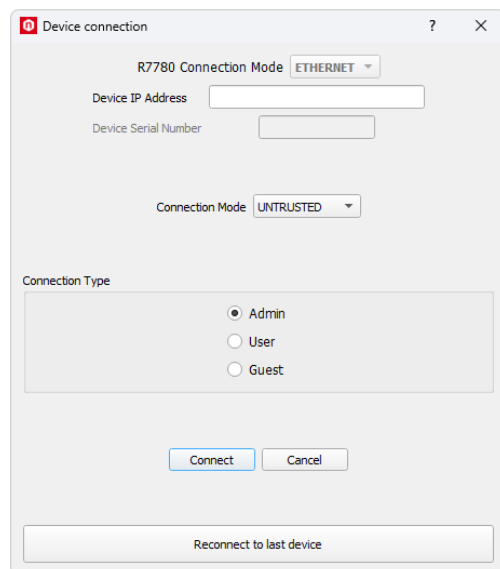 Device connection
R7780 Connection Mode ETHERNET
Device IP Address
Device Serial Number
Connection Mode UNTRUSTED
Connection Type
Admin
User
Guest
Connect Cancel
Reconnect to last device